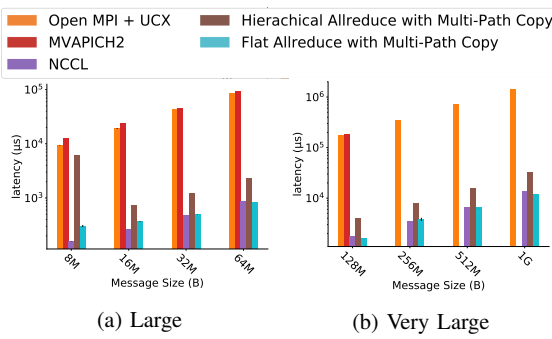 Open MPI + UCX
MVAPICH2
NCCL
Hierachical Allreduce with Multi-Path Copy
Flat Allreduce with Multi-Path Copy
latency (µs)
10^5
10^4
10^3
8M
16M
32M
64M
Message Size (B)
(a) Large
latency (µs)
10^6
10^5
10^4
128M
256M
512M
1G
Message Size (B)
(b) Very Large